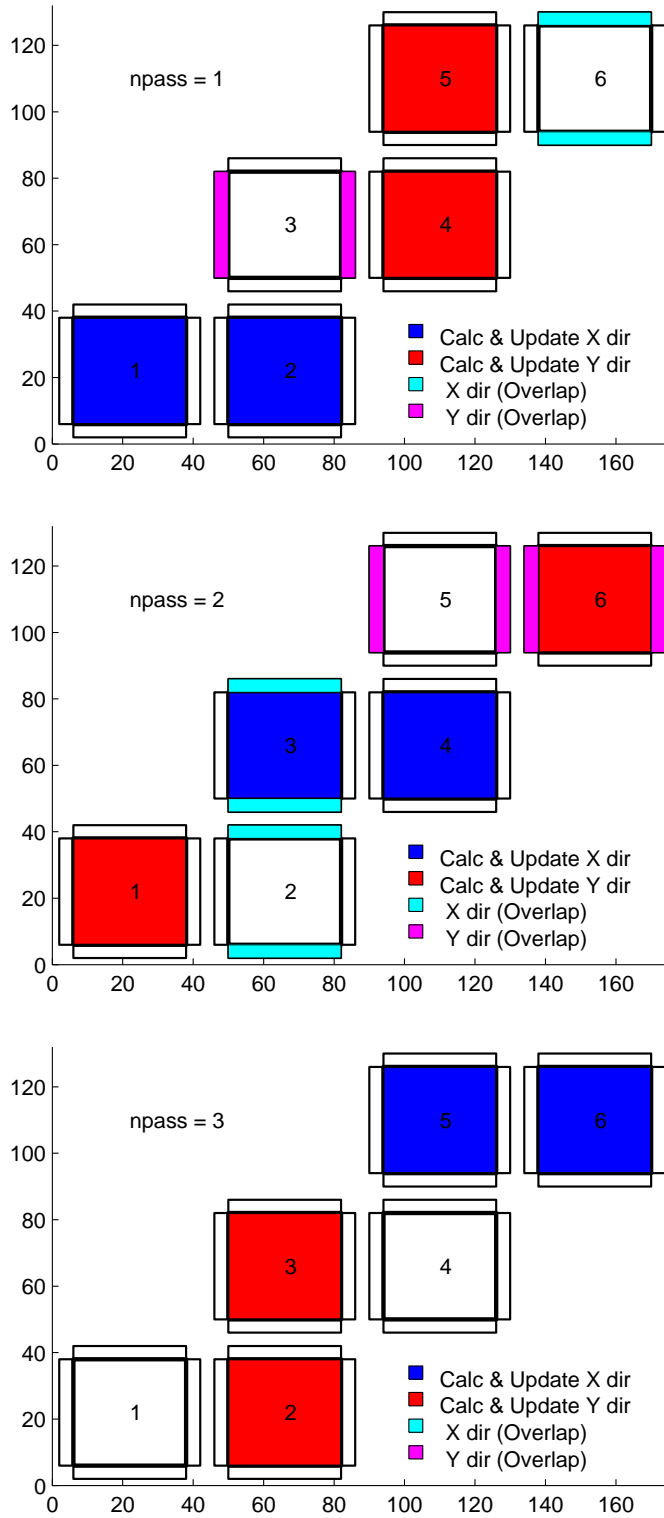 120
npass = 1
5
6
100
80
3
4
60
40
Calc & Update X dir
1
2
Calc & Update Y dir
20
X dir (Overlap)
Y dir (Overlap)
0
0 20 40 60 80 100 120 140 160
120
npass = 2
5
6
100
80
3
4
60
40
Calc & Update X dir
1
2
Calc & Update Y dir
20
X dir (Overlap)
Y dir (Overlap)
0
0 20 40 60 80 100 120 140 160
120
npass = 3
5
6
100
80
3
4
60
40
Calc & Update X dir
1
2
Calc & Update Y dir
20
X dir (Overlap)
Y dir (Overlap)
0
0 20 40 60 80 100 120 140 160